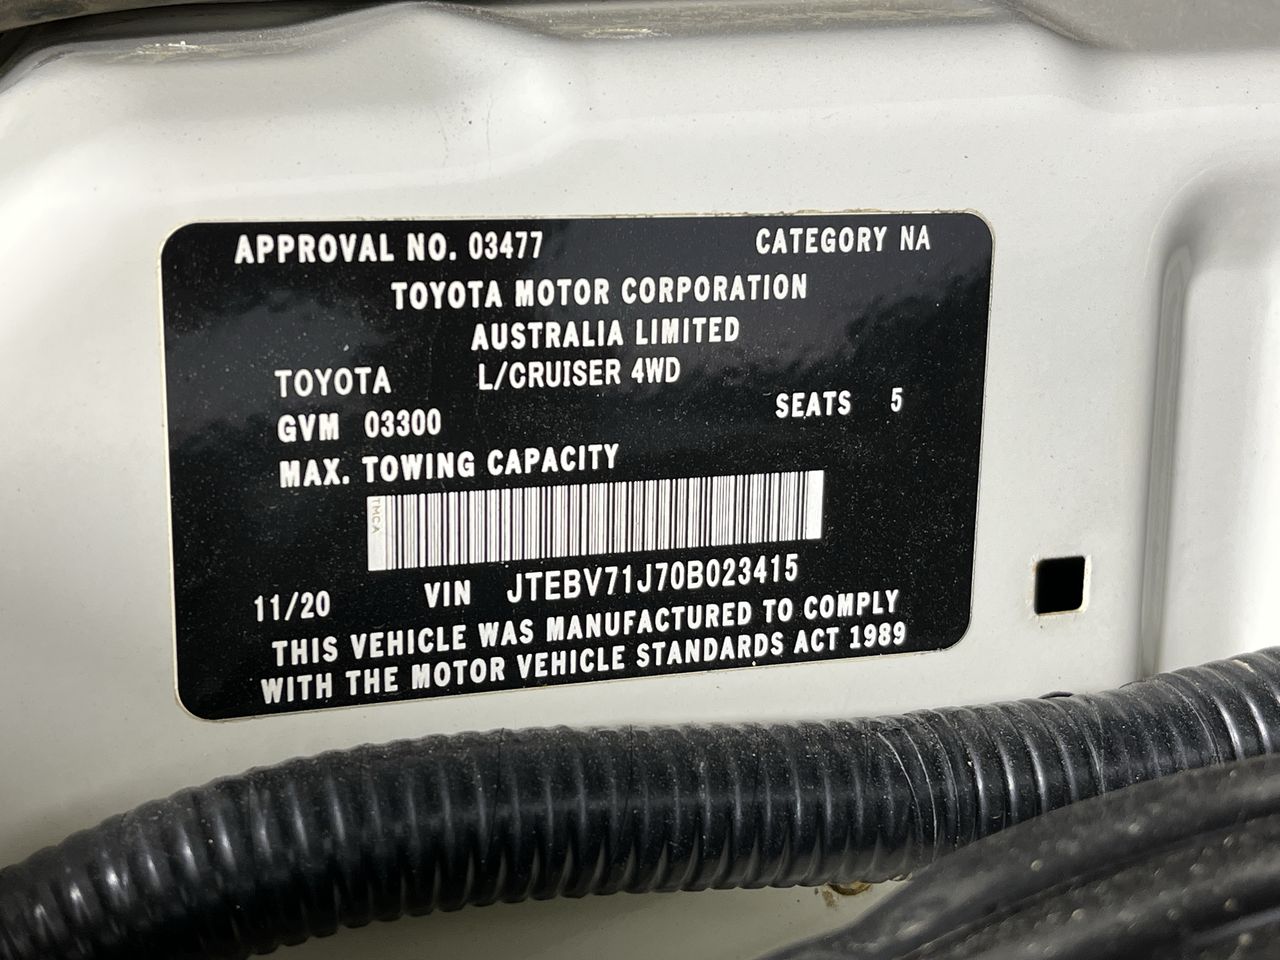 APPROVAL NO. 03477 CATEGORY NA
TOYOTA MOTOR CORPORATION
AUSTRALIA LIMITED
TOYOTA L/CRUISER 4WD
GVM 03300 SEATS 5
MAX. TOWING CAPACITY
TMCA
11/20 VIN JTEBV71J70B023415
THIS VEHICLE WAS MANUFACTURED TO COMPLY
WITH THE MOTOR VEHICLE STANDARDS ACT 1989